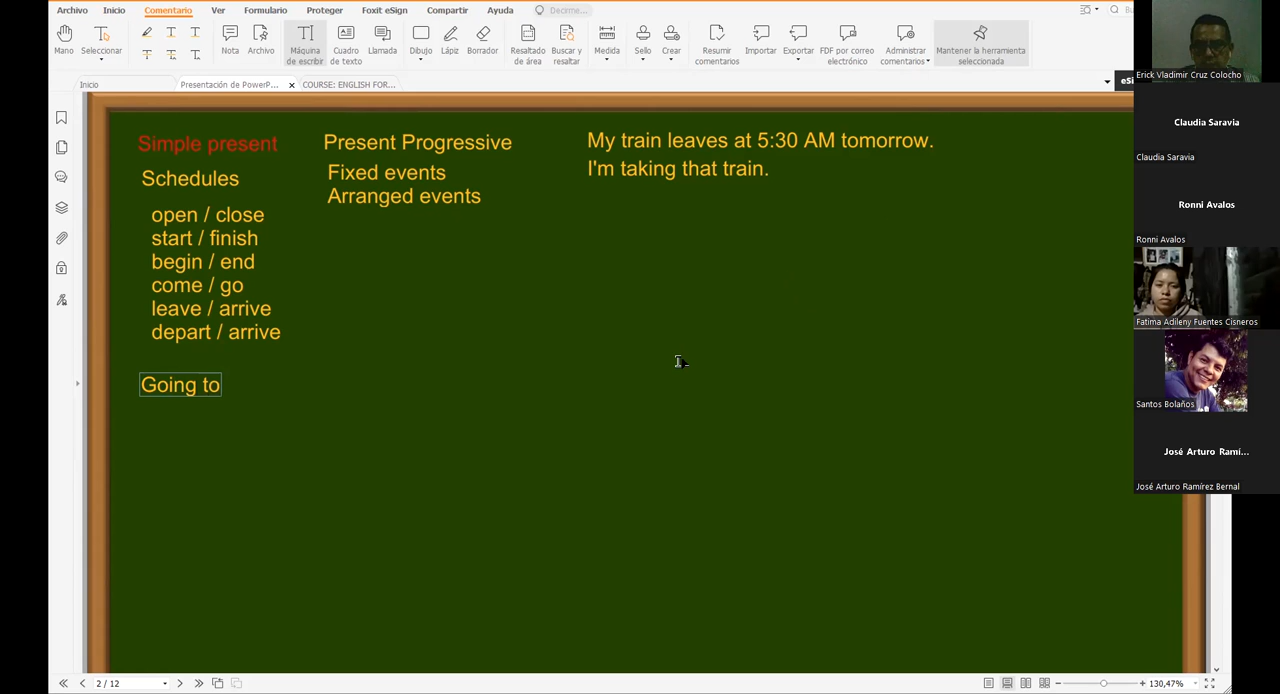 Archivo Inicio Comentario Ver Formulario Proteger Foxit eSign Compartir Ayuda Decirme...
Mano Seleccionar Nota Archivo Máquina de escribir Cuadro de texto Llamada Dibujo Lápiz Borrador Resaltado de área Buscar y resaltar Medida Sello Crear Resumir comentarios Importar Exportar FDF por correo electrónico Administrar comentarios Mantener la herramienta seleccionada
Inicio Presentación de PowerP... COURSE: ENGLISH FOR...
Simple present
Schedules
open / close
start / finish
begin / end
come / go
leave / arrive
depart / arrive
Going to
Present Progressive
Fixed events
Arranged events
My train leaves at 5:30 AM tomorrow.
I'm taking that train.
Erick Vladimir Cruz Colocho
Claudia Saravia
Claudia Saravia
Ronni Avalos
Ronni Avalos
Fatima Adileny Fuentes Cisneros
Santos Bolaños
José Arturo Ramí...
José Arturo Ramírez Bernal
2 / 12
130,47%